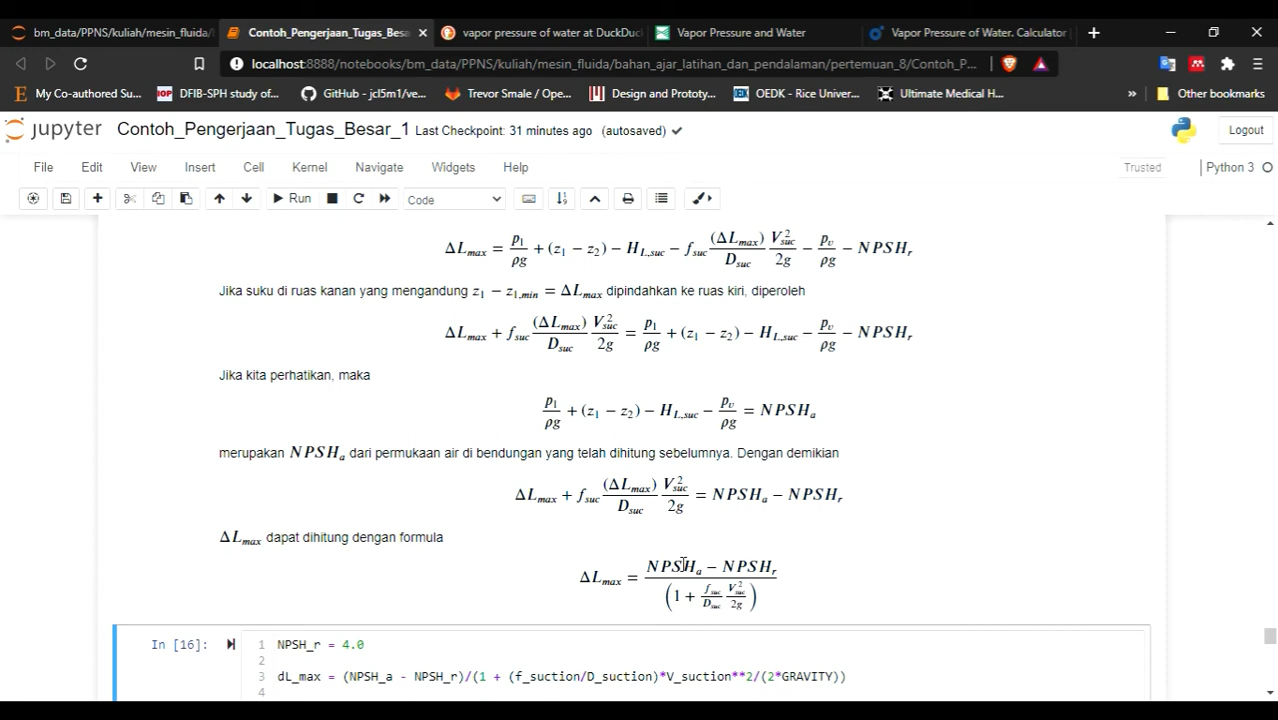 bm_data/PPNS/kuliah/mesin_fluida/
Contoh_Pengerjaan_Tugas_Besa
vapor pressure of water at DuckDuc
Vapor Pressure and Water
Vapor Pressure of Water. Calculator
localhost:8888/notebooks/bm_data/PPNS/kuliah/mesin_fluida/bahan_ajar_latihan_dan_pendalaman/pertemuan_8/Contoh_P...
My Co-authored Su...
IOP DFIB-SPH study of...
GitHub - jcl5m1/ve...
Trevor Smale / Open...
Design and Prototy...
OEDK OEDK - Rice Univer...
Ultimate Medical H...
» Other bookmarks
jupyter Contoh_Pengerjaan_Tugas_Besar_1 Last Checkpoint: 31 minutes ago (autosaved)
Logout
File Edit View Insert Cell Kernel Navigate Widgets Help
Trusted Python 3
Run Code
ΔL_max = p_1/ρg + (z_1 − z_2) − H_L,suc − f_suc (ΔL_max)/D_suc V_suc^2/2g − p_v/ρg − NPSH_r
Jika suku di ruas kanan yang mengandung z_1 − z_1,min = ΔL_max dipindahkan ke ruas kiri, diperoleh
ΔL_max + f_suc (ΔL_max)/D_suc V_suc^2/2g = p_1/ρg + (z_1 − z_2) − H_L,suc − p_v/ρg − NPSH_r
Jika kita perhatikan, maka
p_1/ρg + (z_1 − z_2) − H_L,suc − p_v/ρg = NPSH_a
merupakan NPSH_a dari permukaan air di bendungan yang telah dihitung sebelumnya. Dengan demikian
ΔL_max + f_suc (ΔL_max)/D_suc V_suc^2/2g = NPSH_a − NPSH_r
ΔL_max dapat dihitung dengan formula
ΔL_max = NPSH_a − NPSH_r / (1 + f_suc/D_suc V_suc^2/2g)
In [16]:
1 NPSH_r = 4.0
2
3 dL_max = (NPSH_a - NPSH_r)/(1 + (f_suction/D_suction)*V_suction**2/(2*GRAVITY))
4